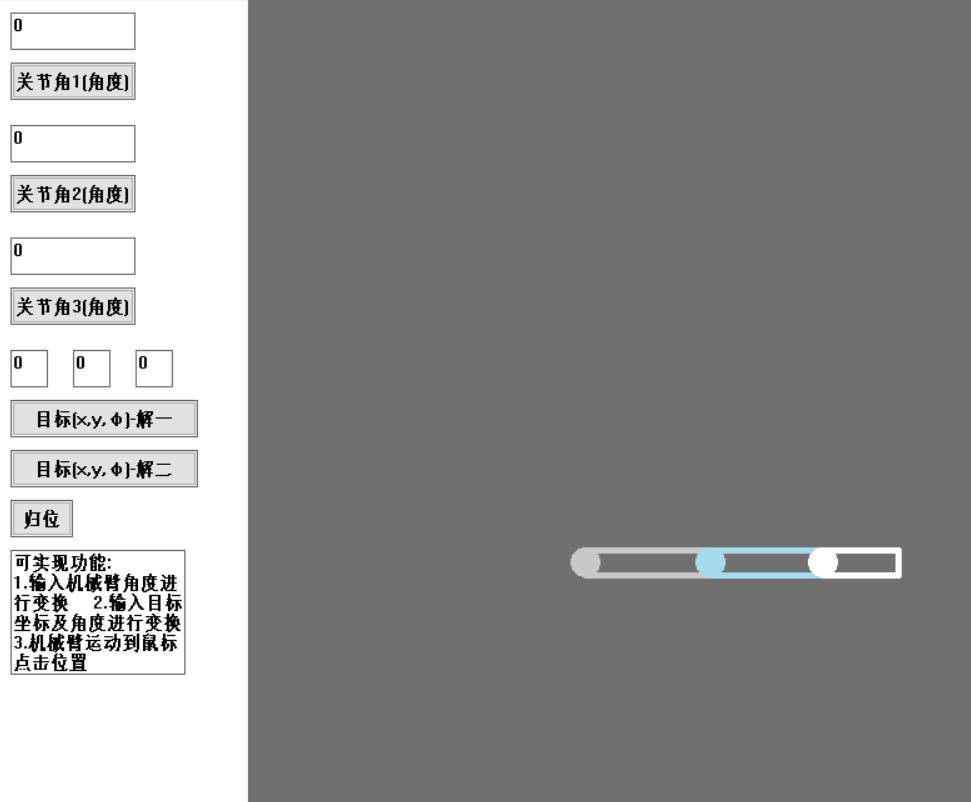 0
关节角1(角度)
0
关节角2(角度)
0
关节角3(角度)
0 0 0
目标(x,y,Φ)-解一
目标(x,y,Φ)-解二
归位
可实现功能:
1.输入机械臂角度进
行变换 2.输入目标
坐标及角度进行变换
3.机械臂运动到鼠标
点击位置